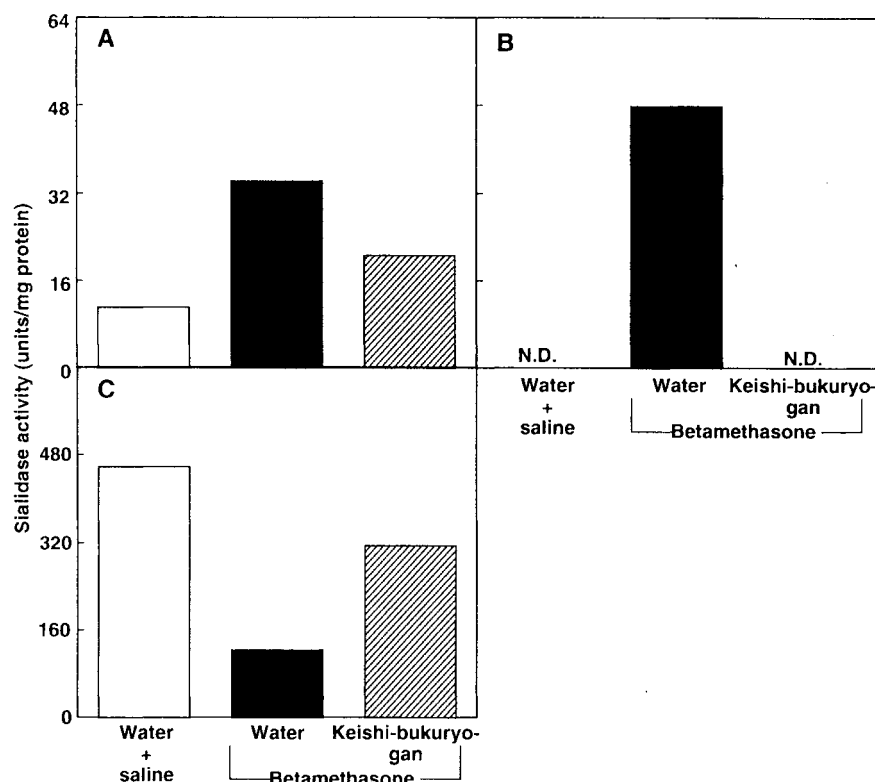 Sialidase activity (units/mg protein)
64
48
32
16
0
A
B
N.D.
N.D.
Water
+
saline
Water
Keishi-bukuryo-
gan
Betamethasone
C
480
320
160
0
Water
+
saline
Water
Keishi-bukuryo-
gan
Betamethasone